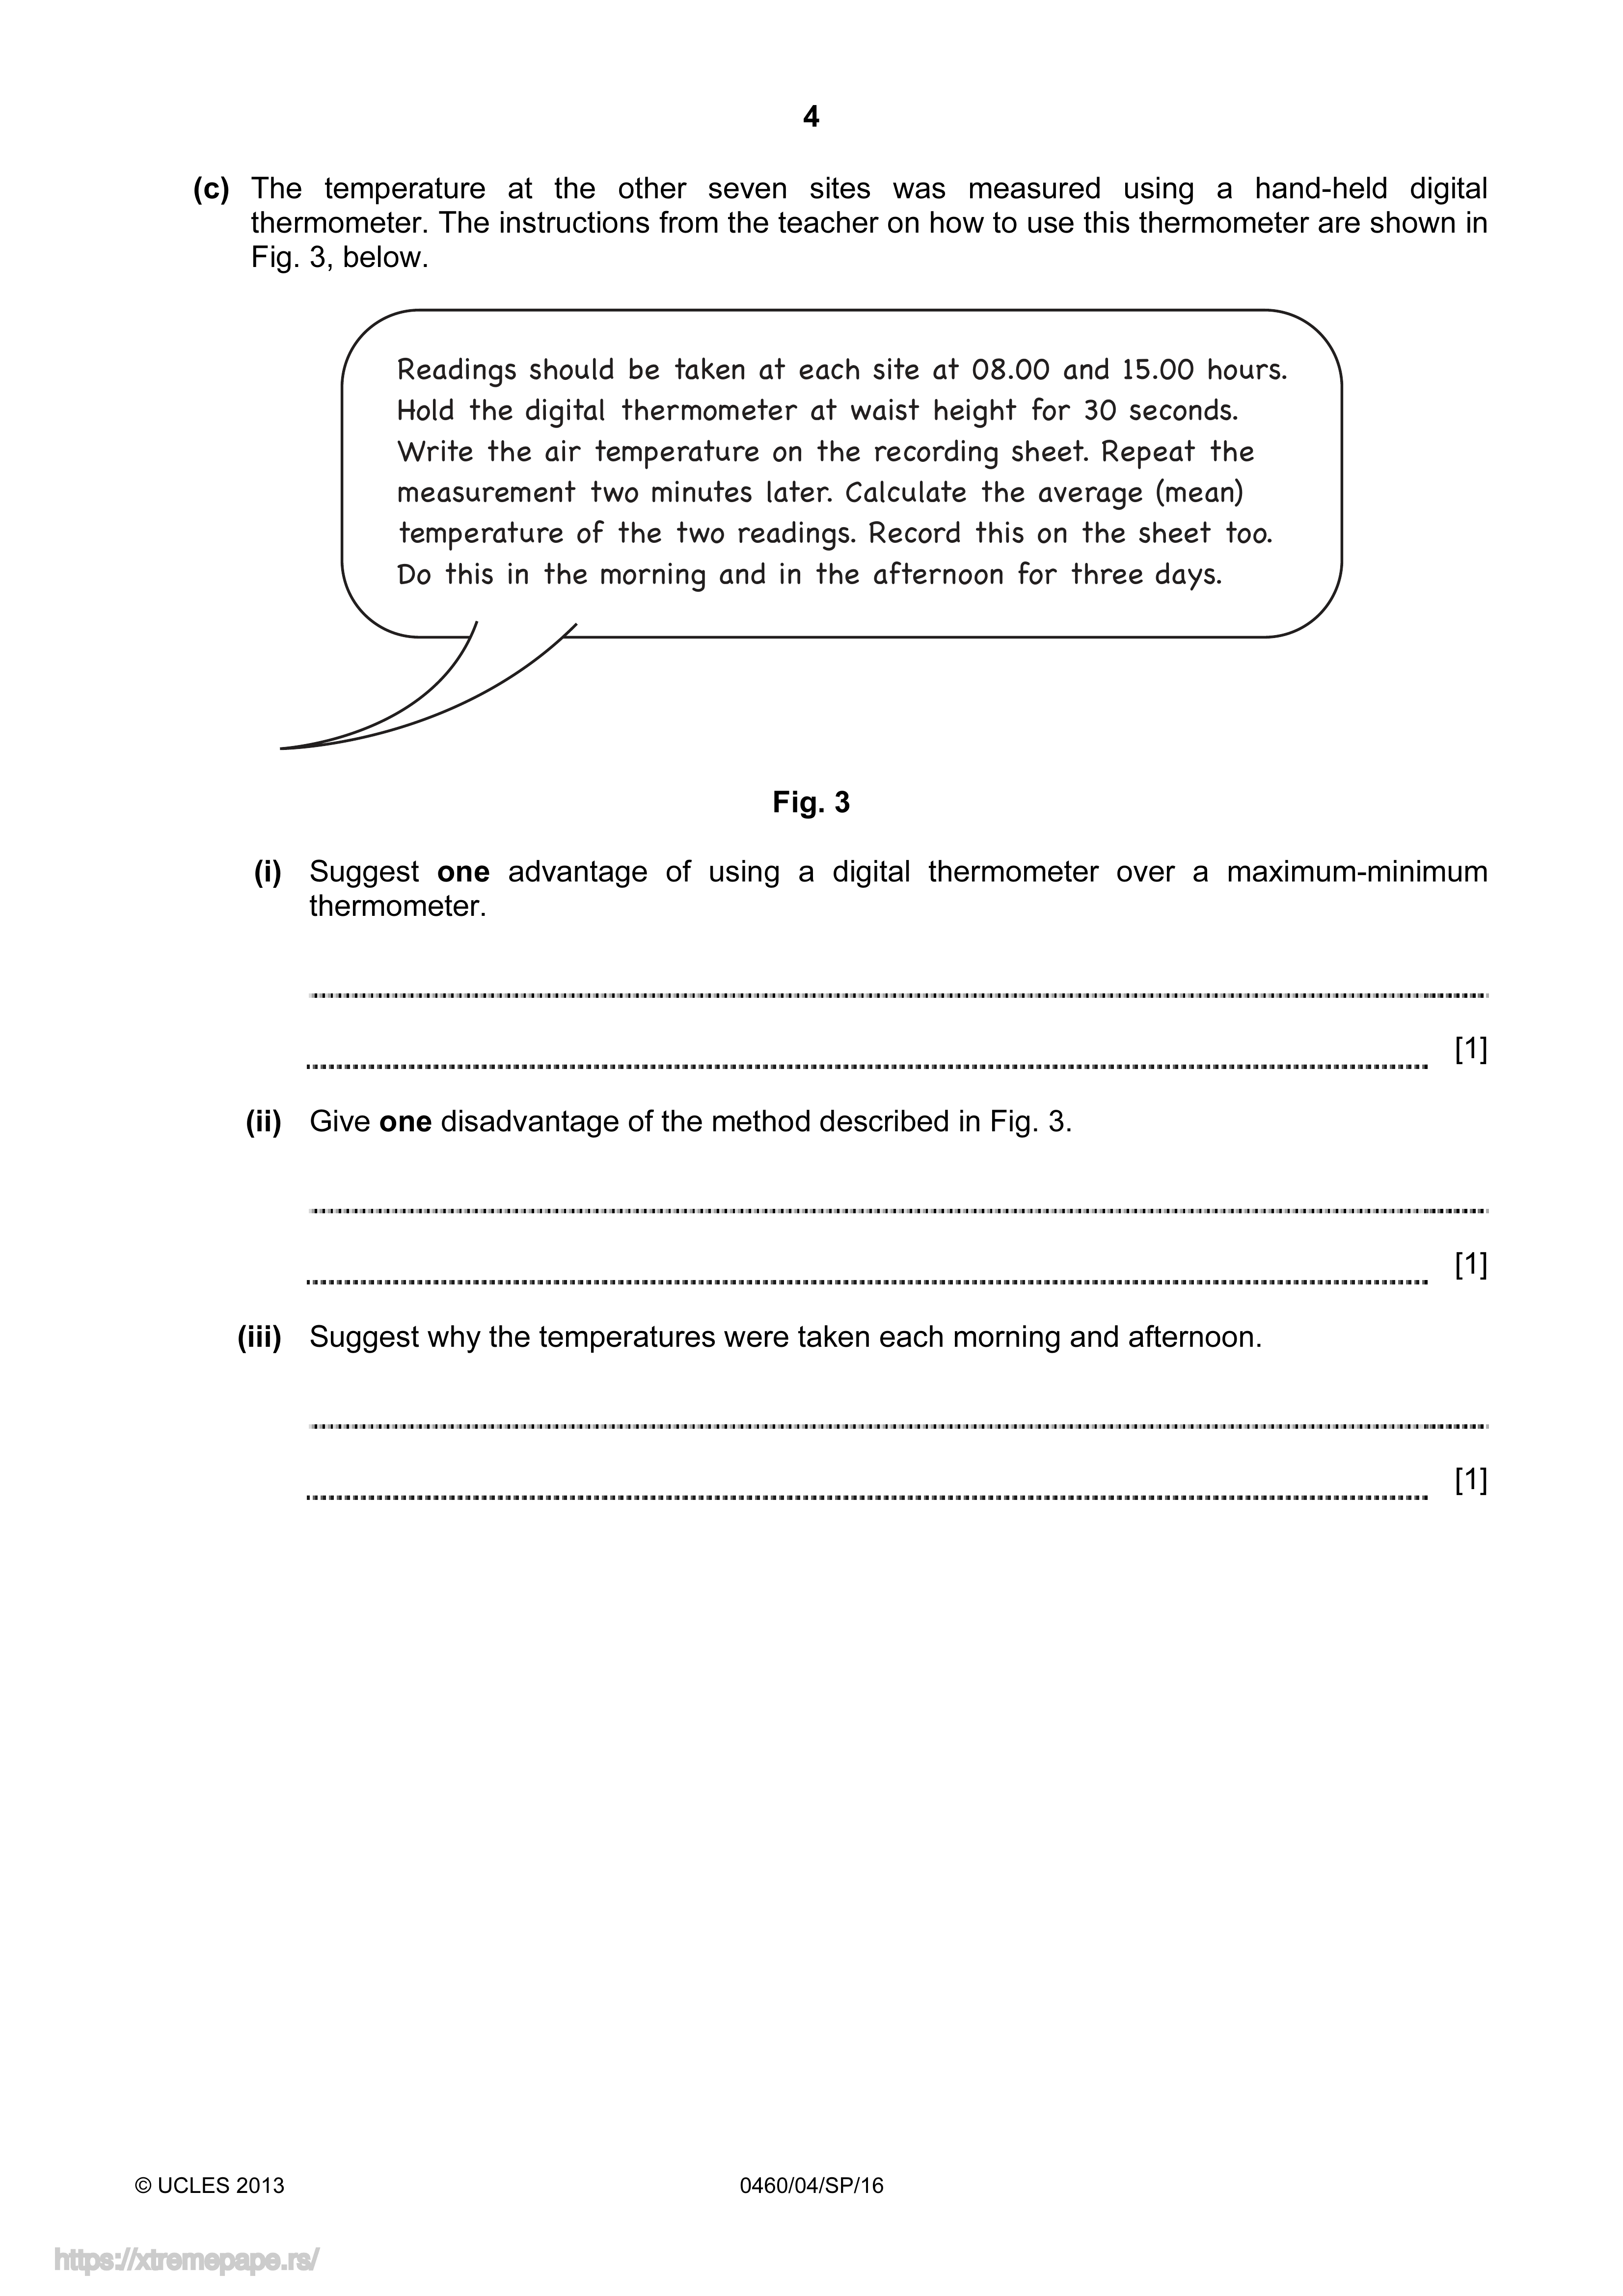 4
(c) The temperature at the other seven sites was measured using a hand-held digital
thermometer. The instructions from the teacher on how to use this thermometer are shown in
Fig. 3, below.
Readings should be taken at each site at 08.00 and 15.00 hours.
Hold the digital thermometer at waist height for 30 seconds.
Write the air temperature on the recording sheet. Repeat the
measurement two minutes later. Calculate the average (mean)
temperature of the two readings. Record this on the sheet too.
Do this in the morning and in the afternoon for three days.
Fig. 3
(i) Suggest one advantage of using a digital thermometer over a maximum-minimum
thermometer.
[1]
(ii) Give one disadvantage of the method described in Fig. 3.
[1]
(iii) Suggest why the temperatures were taken each morning and afternoon.
[1]
© UCLES 2013 0460/04/SP/16
https://xtremepape.rs/